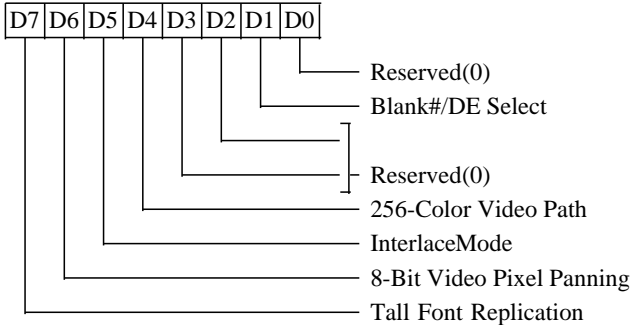 D7 D6 D5 D4 D3 D2 D1 D0
Reserved(0)
Blank#/DE Select
Reserved(0)
256-Color Video Path
InterlaceMode
8-Bit Video Pixel Panning
Tall Font Replication